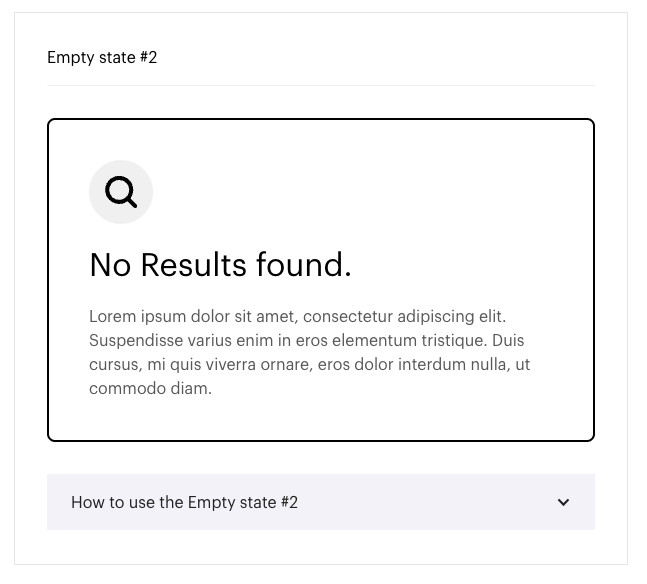 Empty state #2
No Results found.
Lorem ipsum dolor sit amet, consectetur adipiscing elit.
Suspendisse varius enim in eros elementum tristique. Duis
cursus, mi quis viverra ornare, eros dolor interdum nulla, ut
commodo diam.
How to use the Empty state #2